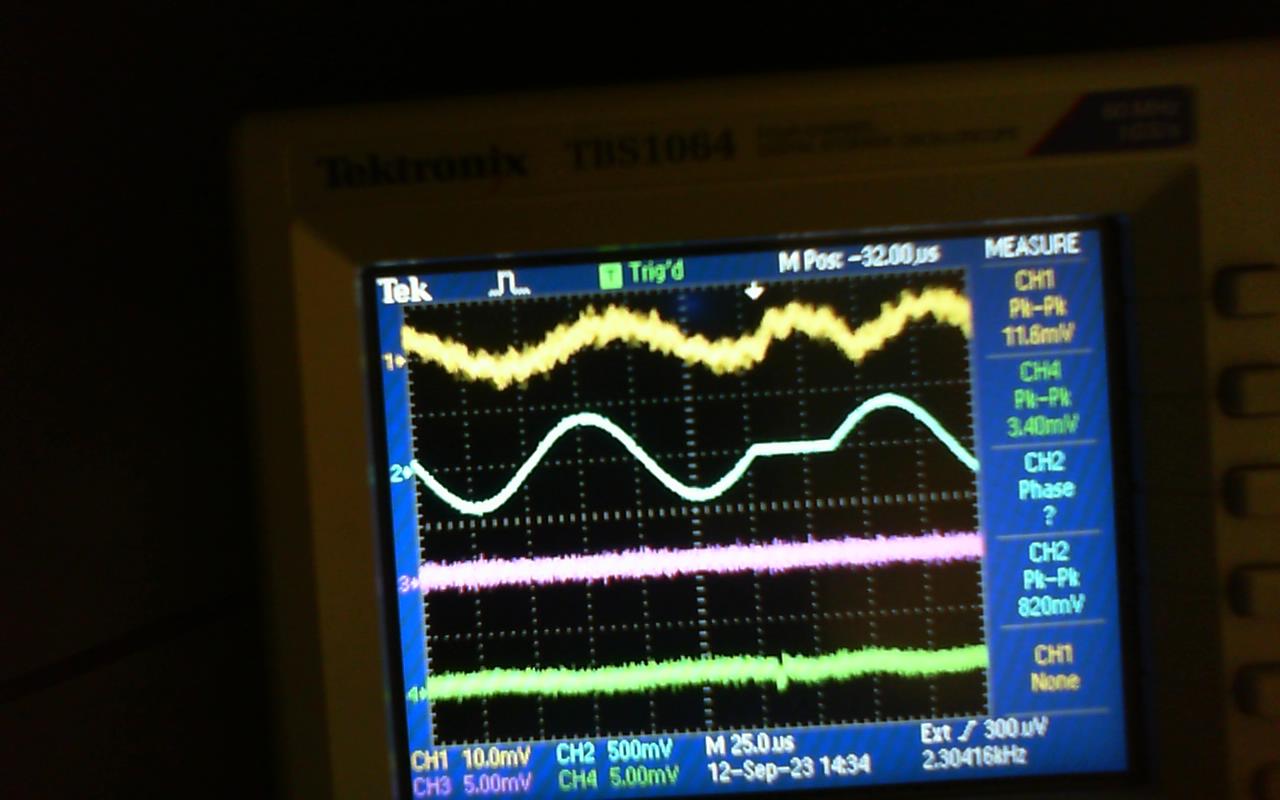 Tektronix TBS1064
Tek Trig'd M Pos: -32.00µs MEASURE
CH1
Pk-Pk
11.6mV
CH4
Pk-Pk
3.40mV
CH2
Phase
?
CH2
Pk-Pk
820mV
CH1
None
1
2
3
4
CH1 10.0mV CH2 500mV M 25.0µs Ext 300uV
CH3 5.00mV CH4 5.00mV 12-Sep-23 14:34 2.30416kHz